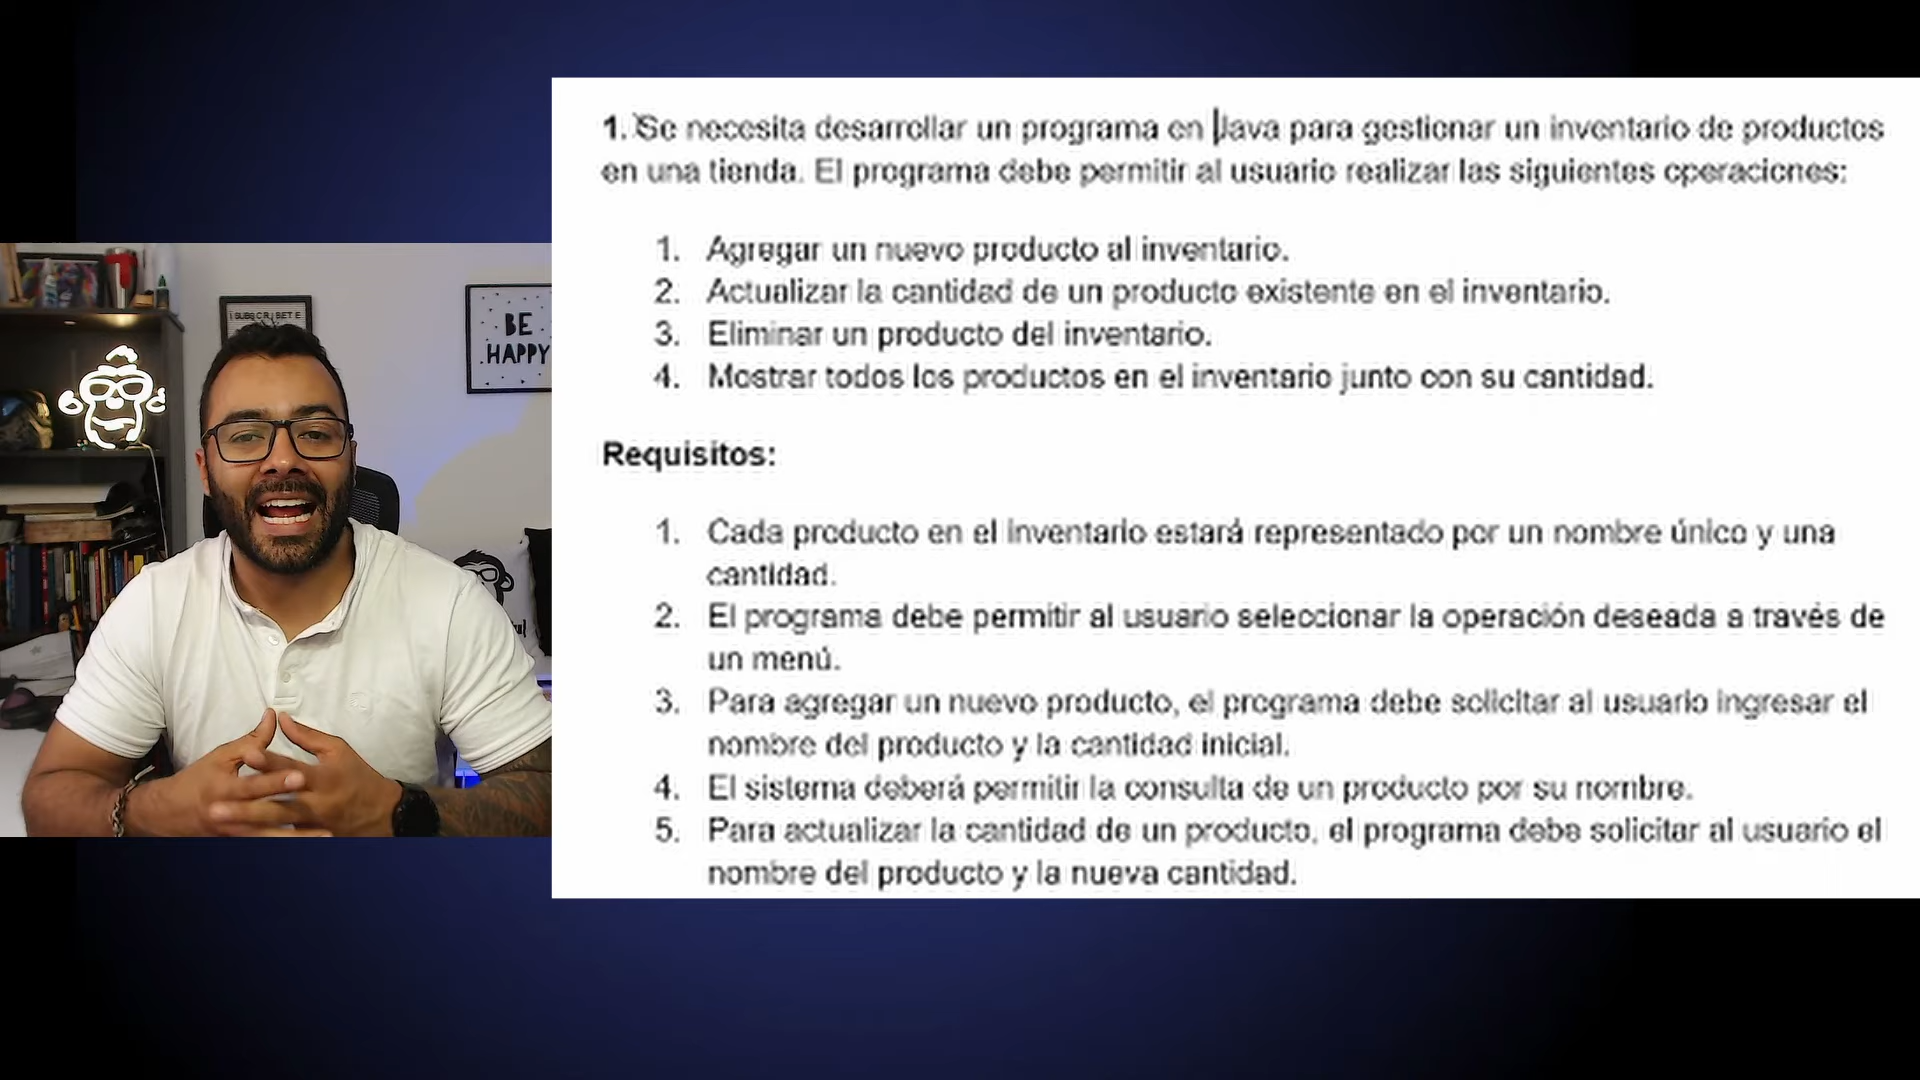 1. Se necesita desarrollar un programa en Java para gestionar un inventario de productos
en una tienda. El programa debe permitir al usuario realizar las siguientes operaciones:
1. Agregar un nuevo producto al inventario.
2. Actualizar la cantidad de un producto existente en el inventario.
3. Eliminar un producto del inventario.
4. Mostrar todos los productos en el inventario junto con su cantidad.
Requisitos:
1. Cada producto en el inventario estará representado por un nombre único y una
cantidad.
2. El programa debe permitir al usuario seleccionar la operación deseada a través de
un menú.
3. Para agregar un nuevo producto, el programa debe solicitar al usuario ingresar el
nombre del producto y la cantidad inicial.
4. El sistema deberá permitir la consulta de un producto por su nombre.
5. Para actualizar la cantidad de un producto, el programa debe solicitar al usuario el
nombre del producto y la nueva cantidad.
¡SUBSCRIBETE
BE
HAPPY